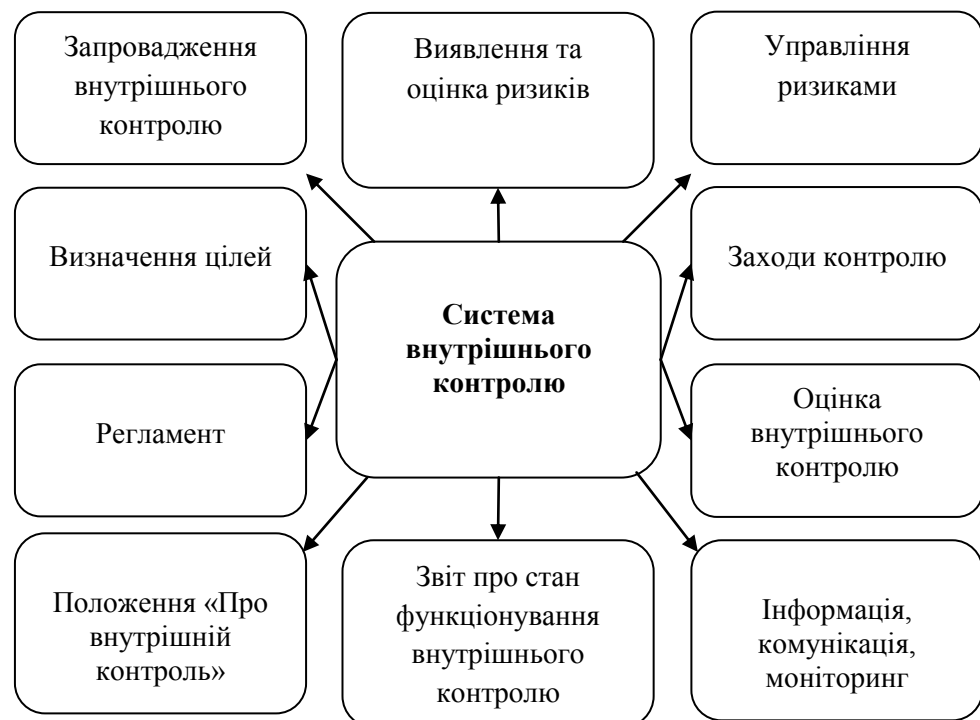 Запровадження
внутрішнього
контролю
Виявлення та
оцінка ризиків
Управління
ризиками
Визначення цілей
Система
внутрішнього
контролю
Заходи контролю
Регламент
Оцінка
внутрішнього
контролю
Положення «Про
внутрішній
контроль»
Звіт про стан
функціонування
внутрішнього
контролю
Інформація,
комунікація,
моніторинг